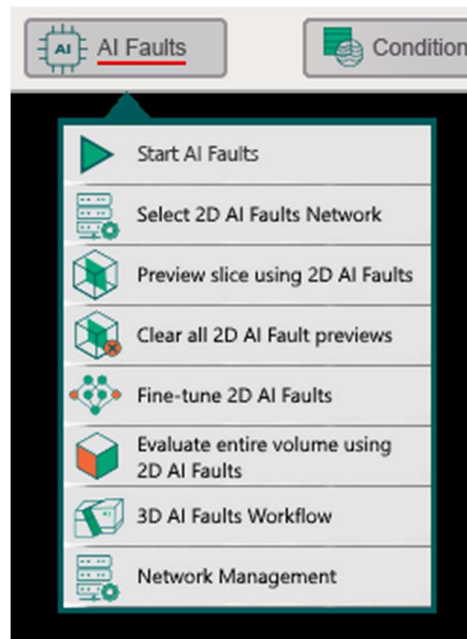 AI AI Faults Condition
Start AI Faults
Select 2D AI Faults Network
Preview slice using 2D AI Faults
Clear all 2D AI Fault previews
Fine-tune 2D AI Faults
Evaluate entire volume using
2D AI Faults
3D AI Faults Workflow
Network Management